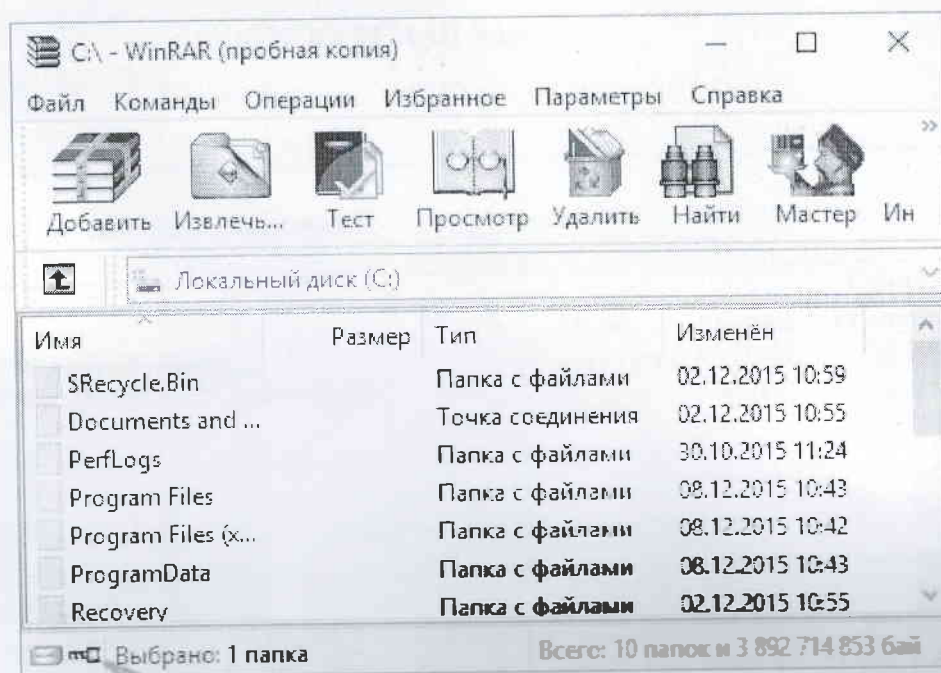 C:\ - WinRAR (пробная копия)
Файл Команды Операции Избранное Параметры Справка
Добавить Извлечь... Тест Просмотр Удалить Найти Мастер Ин
Локальный диск (C:)
Имя Размер Тип Изменён
SRecycle.Bin Папка с файлами 02.12.2015 10:59
Documents and ... Точка соединения 02.12.2015 10:55
PerfLogs Папка с файлами 30.10.2015 11:24
Program Files Папка с файлами 08.12.2015 10:43
Program Files (x... Папка с файлами 08.12.2015 10:42
ProgramData Папка с файлами 08.12.2015 10:43
Recovery Папка с файлами 02.12.2015 10:55
Выбрано: 1 папка Всего: 10 папок и 3 892 714 853 бай